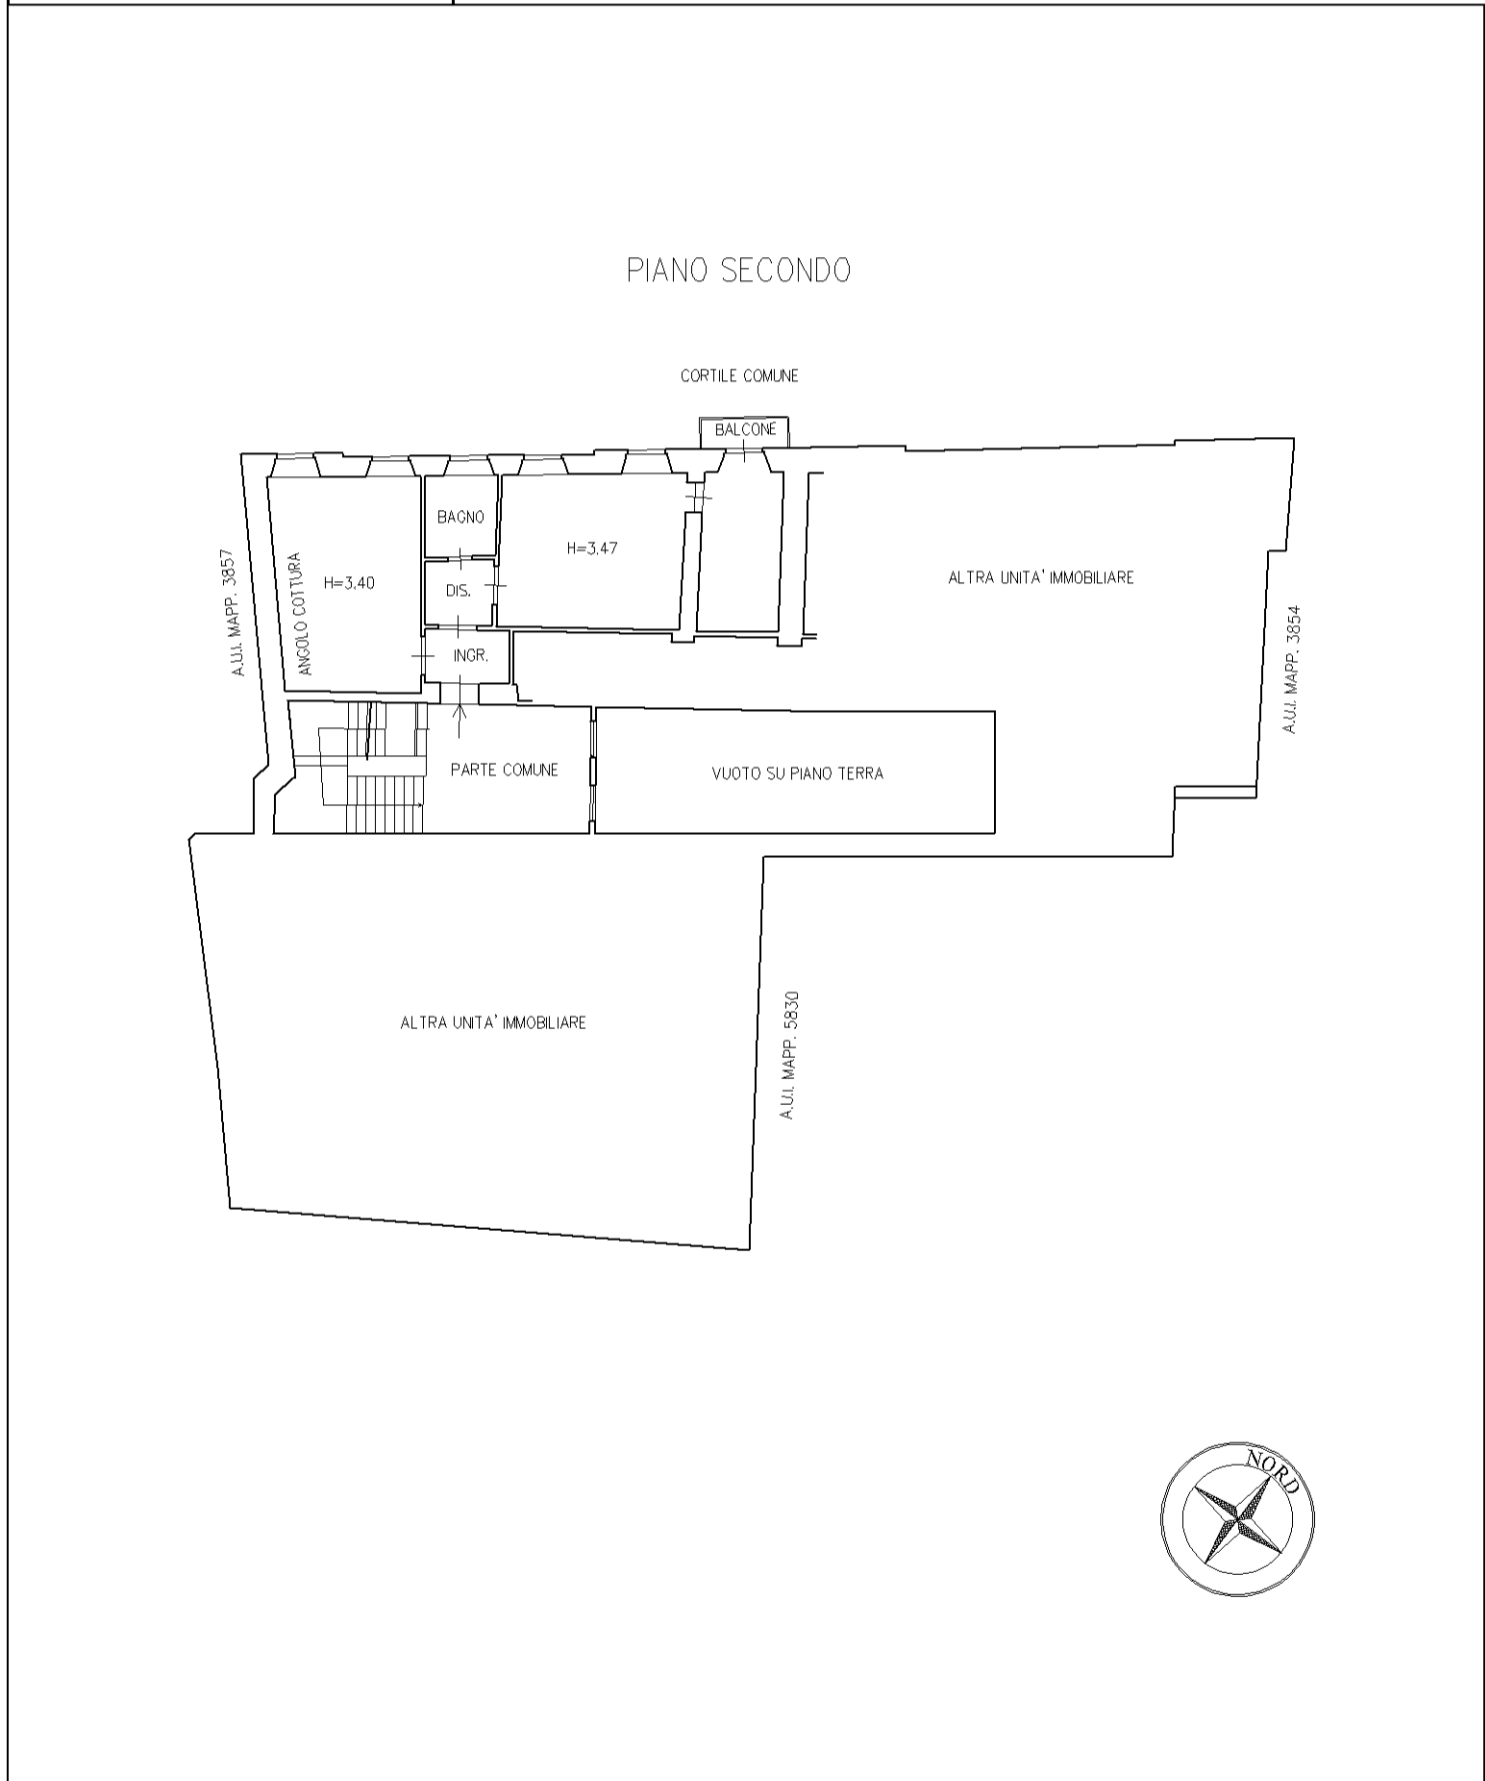 PIANO SECONDO
CORTILE COMUNE
BALCONE
BAGNO
H=3,47
A.U.I. MAPP. 3857
ANGOLO COTTURA
H=3,40
DIS.
ALTRA UNITA' IMMOBILIARE
A.U.I. MAPP. 3854
INGR.
PARTE COMUNE
VUOTO SU PIANO TERRA
ALTRA UNITA' IMMOBILIARE
A.U.I. MAPP. 5830
NORD